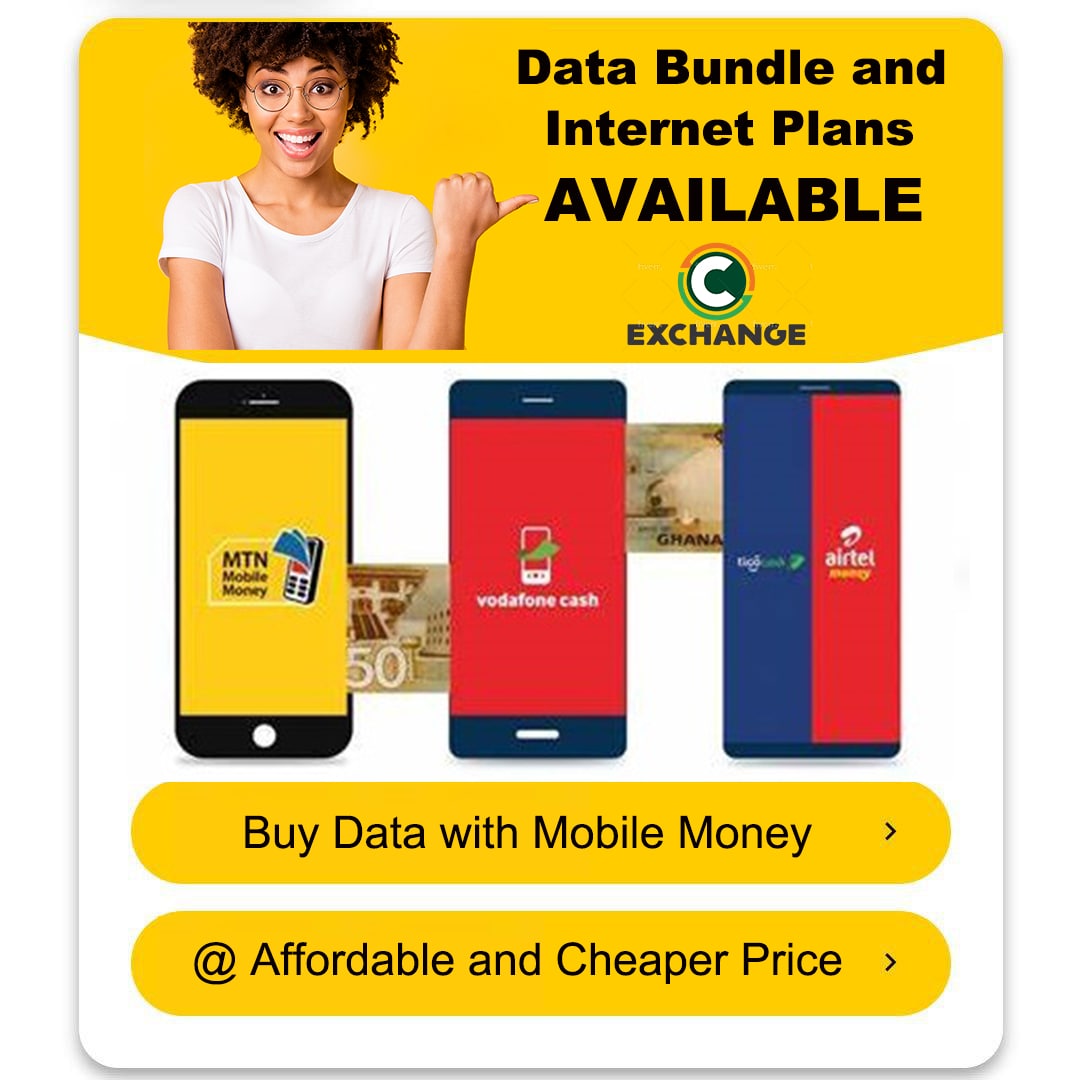 Data Bundle and
Internet Plans
AVAILABLE
C
EXCHANGE
MTN
Mobile
Money
50
vodafone cash
GHANA
tigo cash
airtel
money
Buy Data with Mobile Money
@ Affordable and Cheaper Price